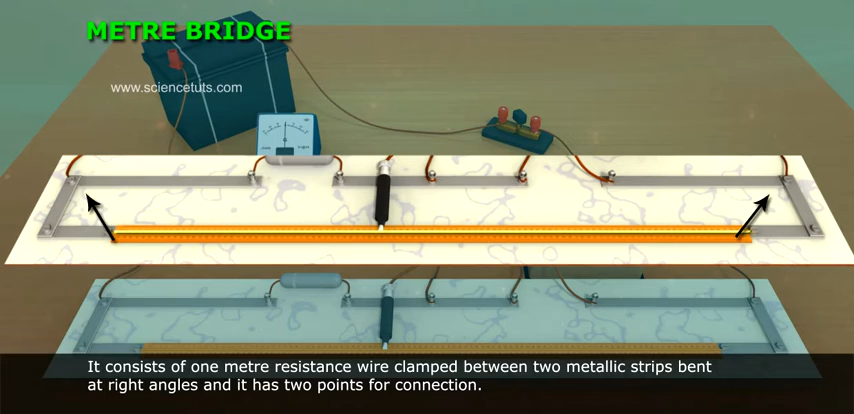 METRE BRIDGE
www.sciencetuts.com
It consists of one metre resistance wire clamped between two metallic strips bent
at right angles and it has two points for connection.